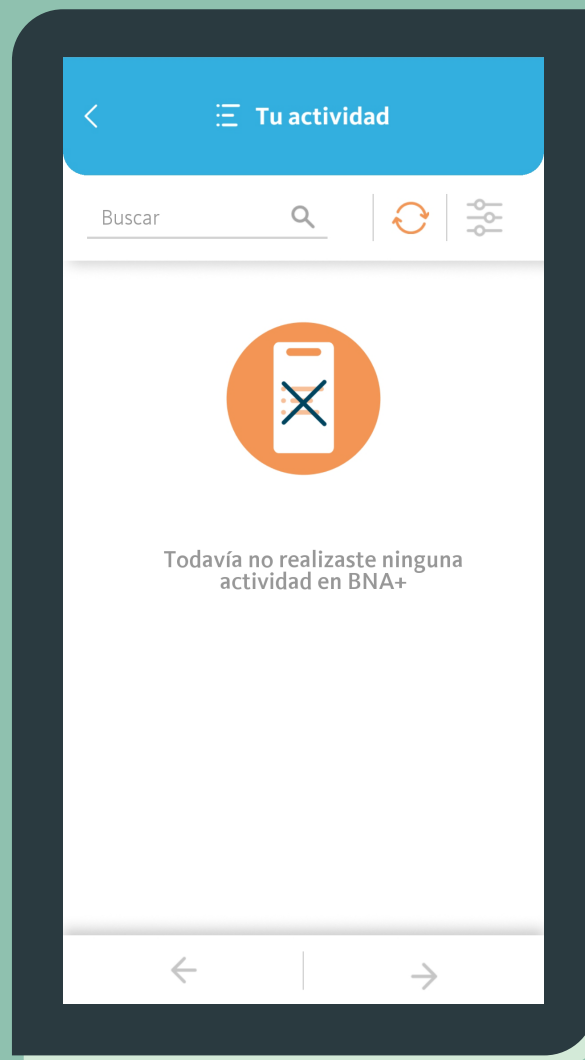 Tu actividad
Buscar
Todavía no realizaste ninguna
actividad en BNA+